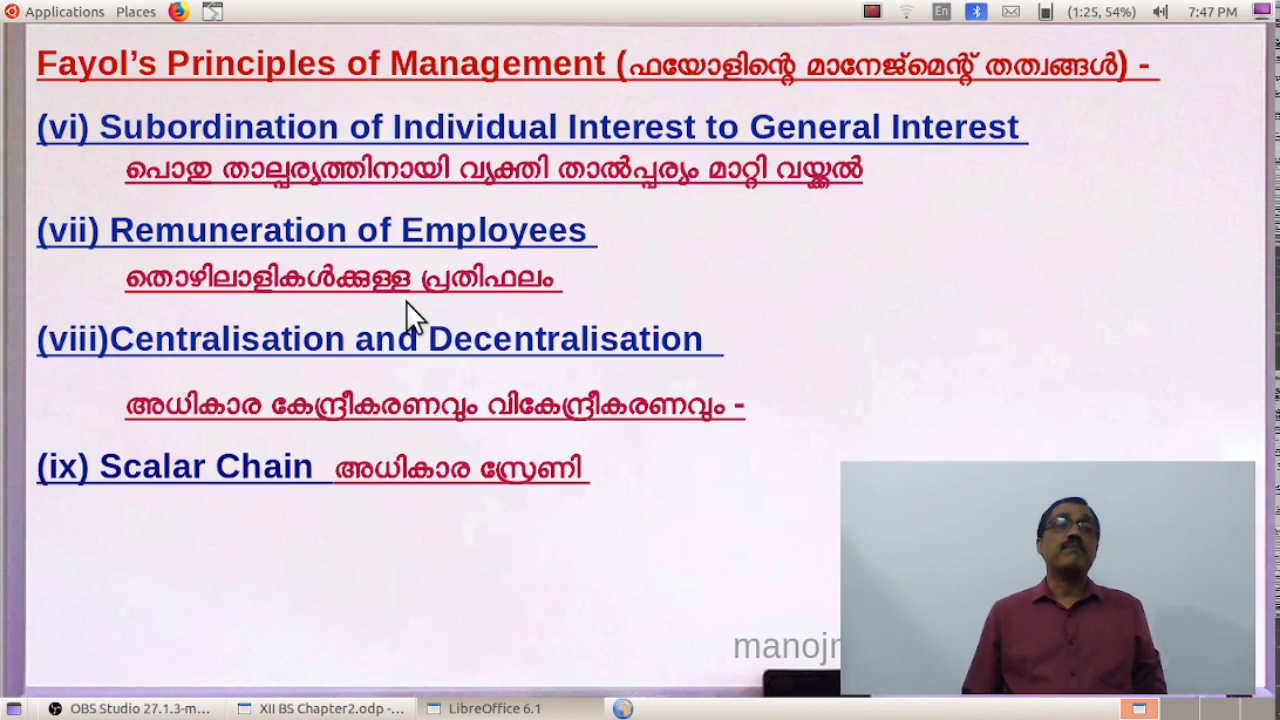 Applications Places En (1:25, 54%) 7:47 PM
Fayol’s Principles of Management (ഫയോളിന്റെ മാനേജ്മെന്റ് തത്വങ്ങൾ) -
(vi) Subordination of Individual Interest to General Interest
പൊതു താല്പര്യത്തിനായി വ്യക്തി താൽപ്പര്യം മാറ്റി വയ്ക്കൽ
(vii) Remuneration of Employees
തൊഴിലാളികൾക്കുള്ള പ്രതിഫലം
(viii)Centralisation and Decentralisation
അധികാര കേന്ദ്രീകരണവും വികേന്ദ്രീകരണവും -
(ix) Scalar Chain അധികാര സ്രേണി
OBS Studio 27.1.3-m... XII BS Chapter2.odp -... LibreOffice 6.1